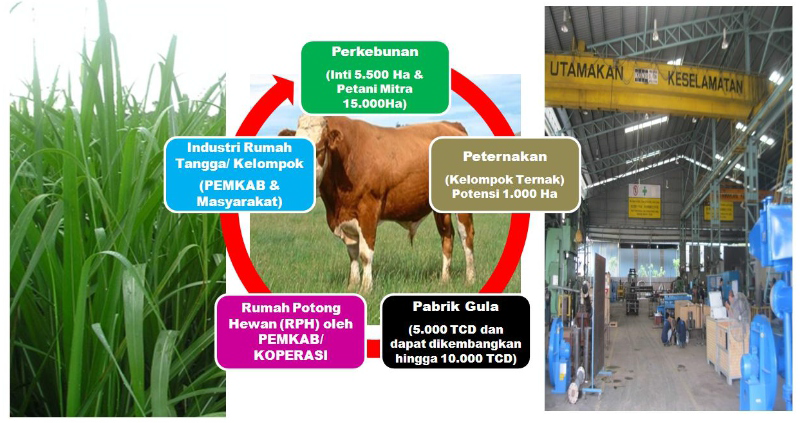 Perkebunan
(Inti 5.500 Ha &
Petani Mitra
15.000Ha)
Industri Rumah
Tangga/ Kelompok
(PEMKAB &
Masyarakat)
Peternakan
(Kelompok Ternak)
Potensi 1.000 Ha
Rumah Potong
Hewan (RPH) oleh
PEMKAB/
KOPERASI
Pabrik Gula
(5.000 TCD dan
dapat dikembangkan
hingga 10.000 TCD)
UTAMAKAN KESELAMATAN